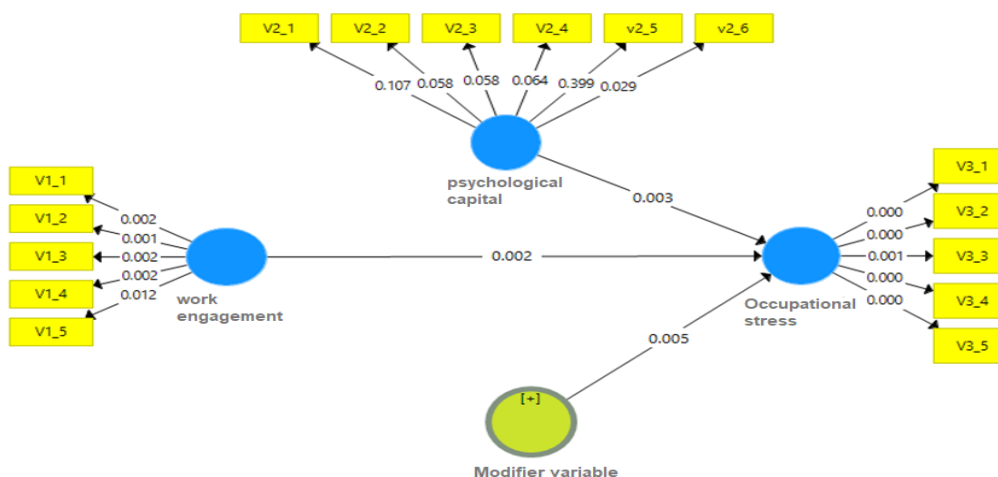 V2_1
V2_2
V2_3
V2_4
v2_5
v2_6
0.107
0.058
0.058
0.064
0.399
0.029
psychological
capital
V1_1
V1_2
V1_3
V1_4
V1_5
0.002
0.001
0.002
0.002
0.012
work
engagement
0.003
0.002
0.005
V3_1
V3_2
V3_3
V3_4
V3_5
0.000
0.000
0.001
0.000
0.000
Occupational
stress
[+]
Modifier variable